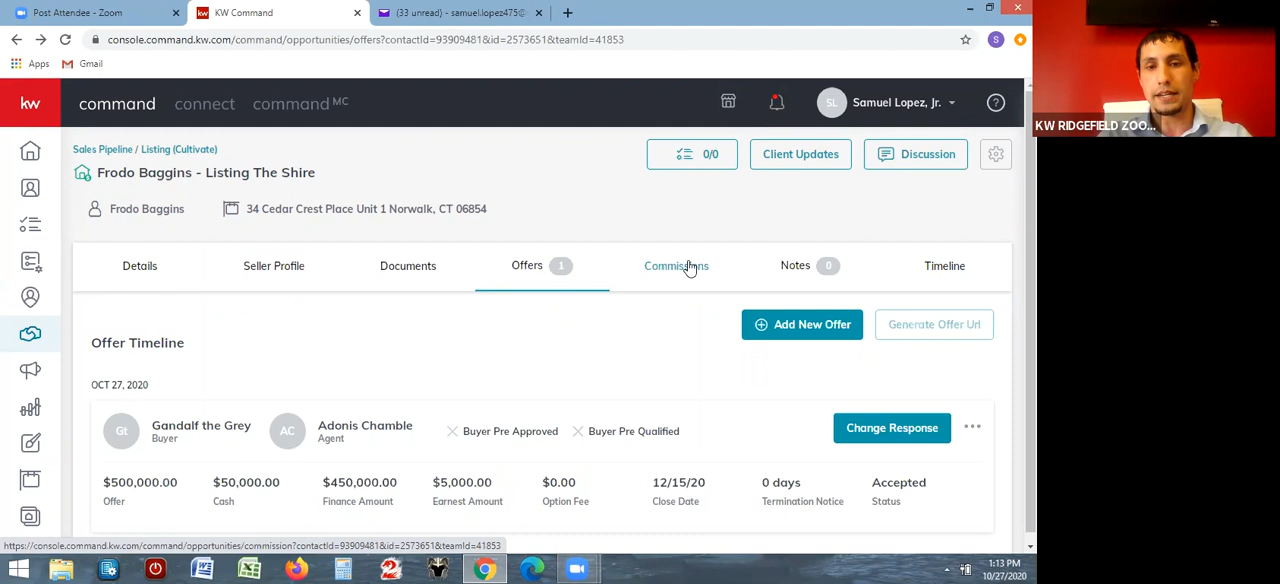 Post Attendee - Zoom
KW Command
(33 unread) - samuel.lopez475@
console.command.kw.com/command/opportunities/offers?contactId=93909481&id=2573651&teamId=41853
S
Apps
Gmail
kw
command
connect
command MC
SL
Samuel Lopez, Jr.
KW RIDGEFIELD ZOO...
Sales Pipeline / Listing (Cultivate)
Frodo Baggins - Listing The Shire
0/0
Client Updates
Discussion
Frodo Baggins
34 Cedar Crest Place Unit 1 Norwalk, CT 06854
Details
Seller Profile
Documents
Offers 1
Commissions
Notes 0
Timeline
Add New Offer
Generate Offer Url
Offer Timeline
OCT 27, 2020
Gt
Gandalf the Grey
Buyer
AC
Adonis Chamble
Agent
Buyer Pre Approved
Buyer Pre Qualified
Change Response
$500,000.00
Offer
$50,000.00
Cash
$450,000.00
Finance Amount
$5,000.00
Earnest Amount
$0.00
Option Fee
12/15/20
Close Date
0 days
Termination Notice
Accepted
Status
https://console.command.kw.com/command/opportunities/commission?contactId=93909481&id=2573651&teamId=41853
1:13 PM
10/27/2020